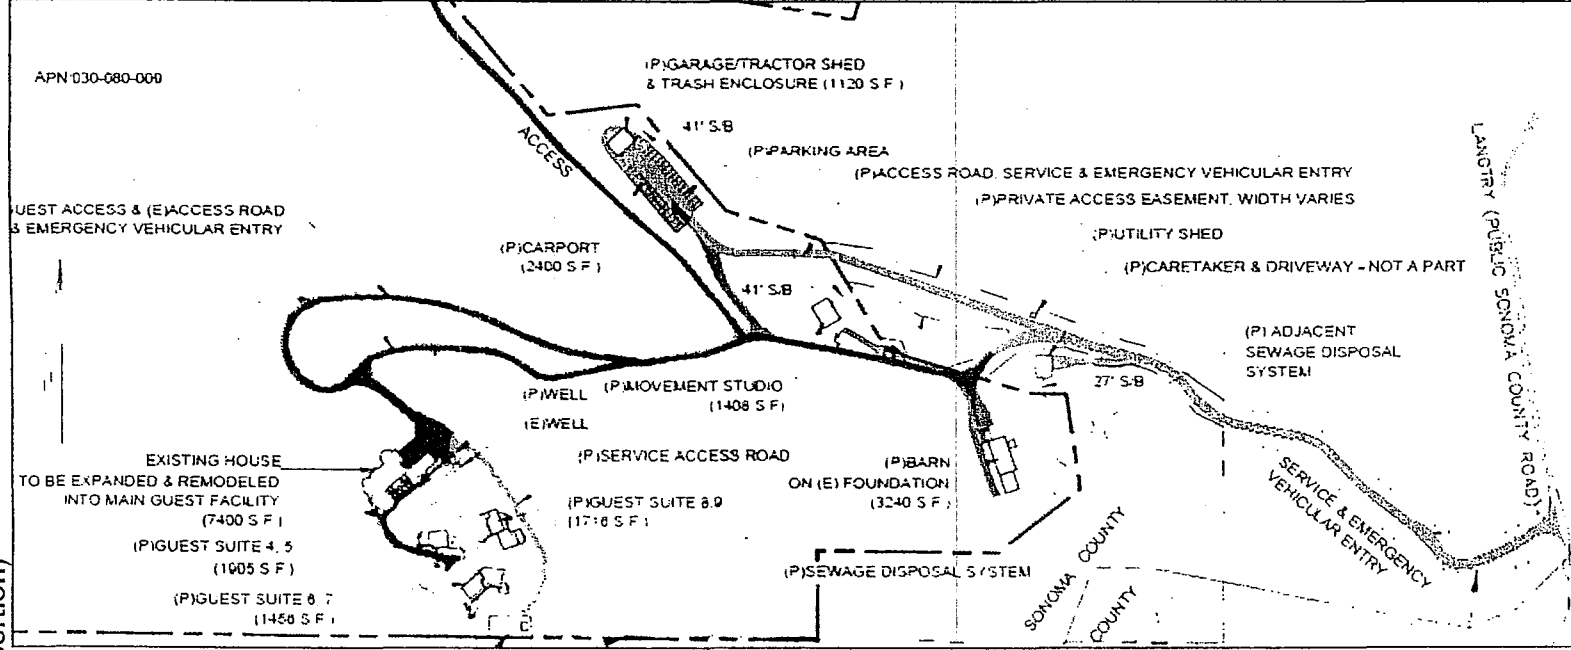 APN 030-080-009
(P)GARAGE/TRACTOR SHED
& TRASH ENCLOSURE (1120 S F )
41' S/B
ACCESS
(P)PARKING AREA
(P)ACCESS ROAD, SERVICE & EMERGENCY VEHICULAR ENTRY
(P)PRIVATE ACCESS EASEMENT, WIDTH VARIES
UEST ACCESS & (E)ACCESS ROAD
& EMERGENCY VEHICULAR ENTRY
(P)UTILITY SHED
(P)CARPORT
(2400 S F )
(P)CARETAKER & DRIVEWAY - NOT A PART
41' S/B
(P) ADJACENT
SEWAGE DISPOSAL
SYSTEM
LANGTRY (PUBLIC SONOMA COUNTY ROAD)
27' S/B
(P)WELL
(P)MOVEMENT STUDIO
(1408 S F)
(E)WELL
(P)SERVICE ACCESS ROAD
EXISTING HOUSE
TO BE EXPANDED & REMODELED
INTO MAIN GUEST FACILITY
(7400 S F )
(P)BARN
ON (E) FOUNDATION
(3240 S F )
(P)GUEST SUITE 8,9
(1716 S F )
SERVICE & EMERGENCY
VEHICULAR ENTRY
(P)GUEST SUITE 4, 5
(1905 S F )
(P)SEWAGE DISPOSAL SYSTEM
SONOMA COUNTY
COUNTY
(P)GUEST SUITE 6, 7
(1456 S F )